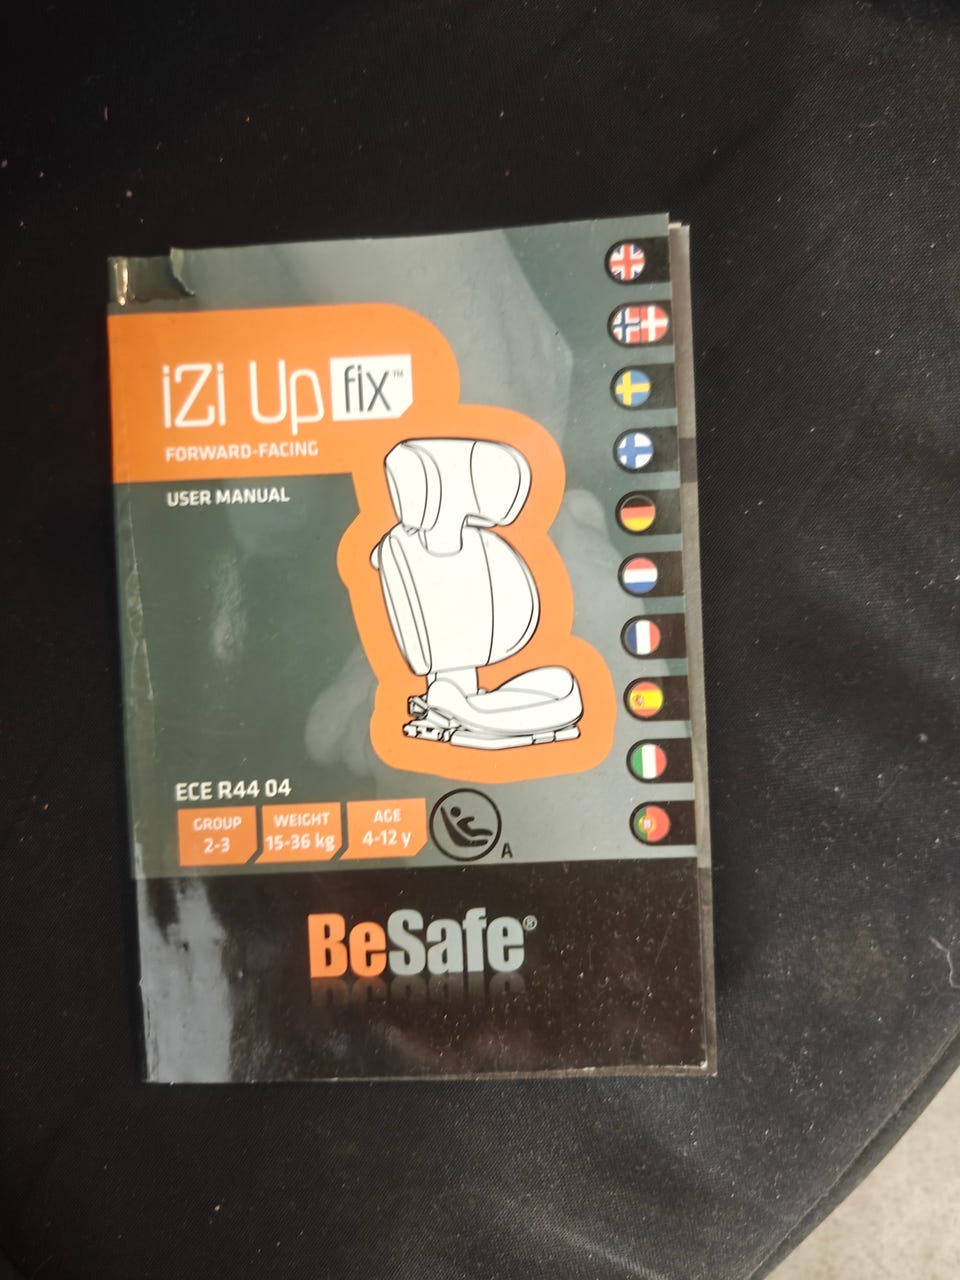 iZi Up fix™
FORWARD-FACING
USER MANUAL
ECE R44 04
GROUP
2-3
WEIGHT
15-36 kg
AGE
4-12 y
A
BeSafe®